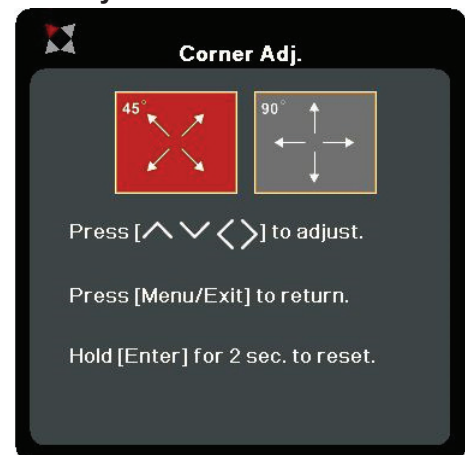 Corner Adj.
45° 90°
Press [∧ ∨ < >] to adjust.
Press [Menu/Exit] to return.
Hold [Enter] for 2 sec. to reset.